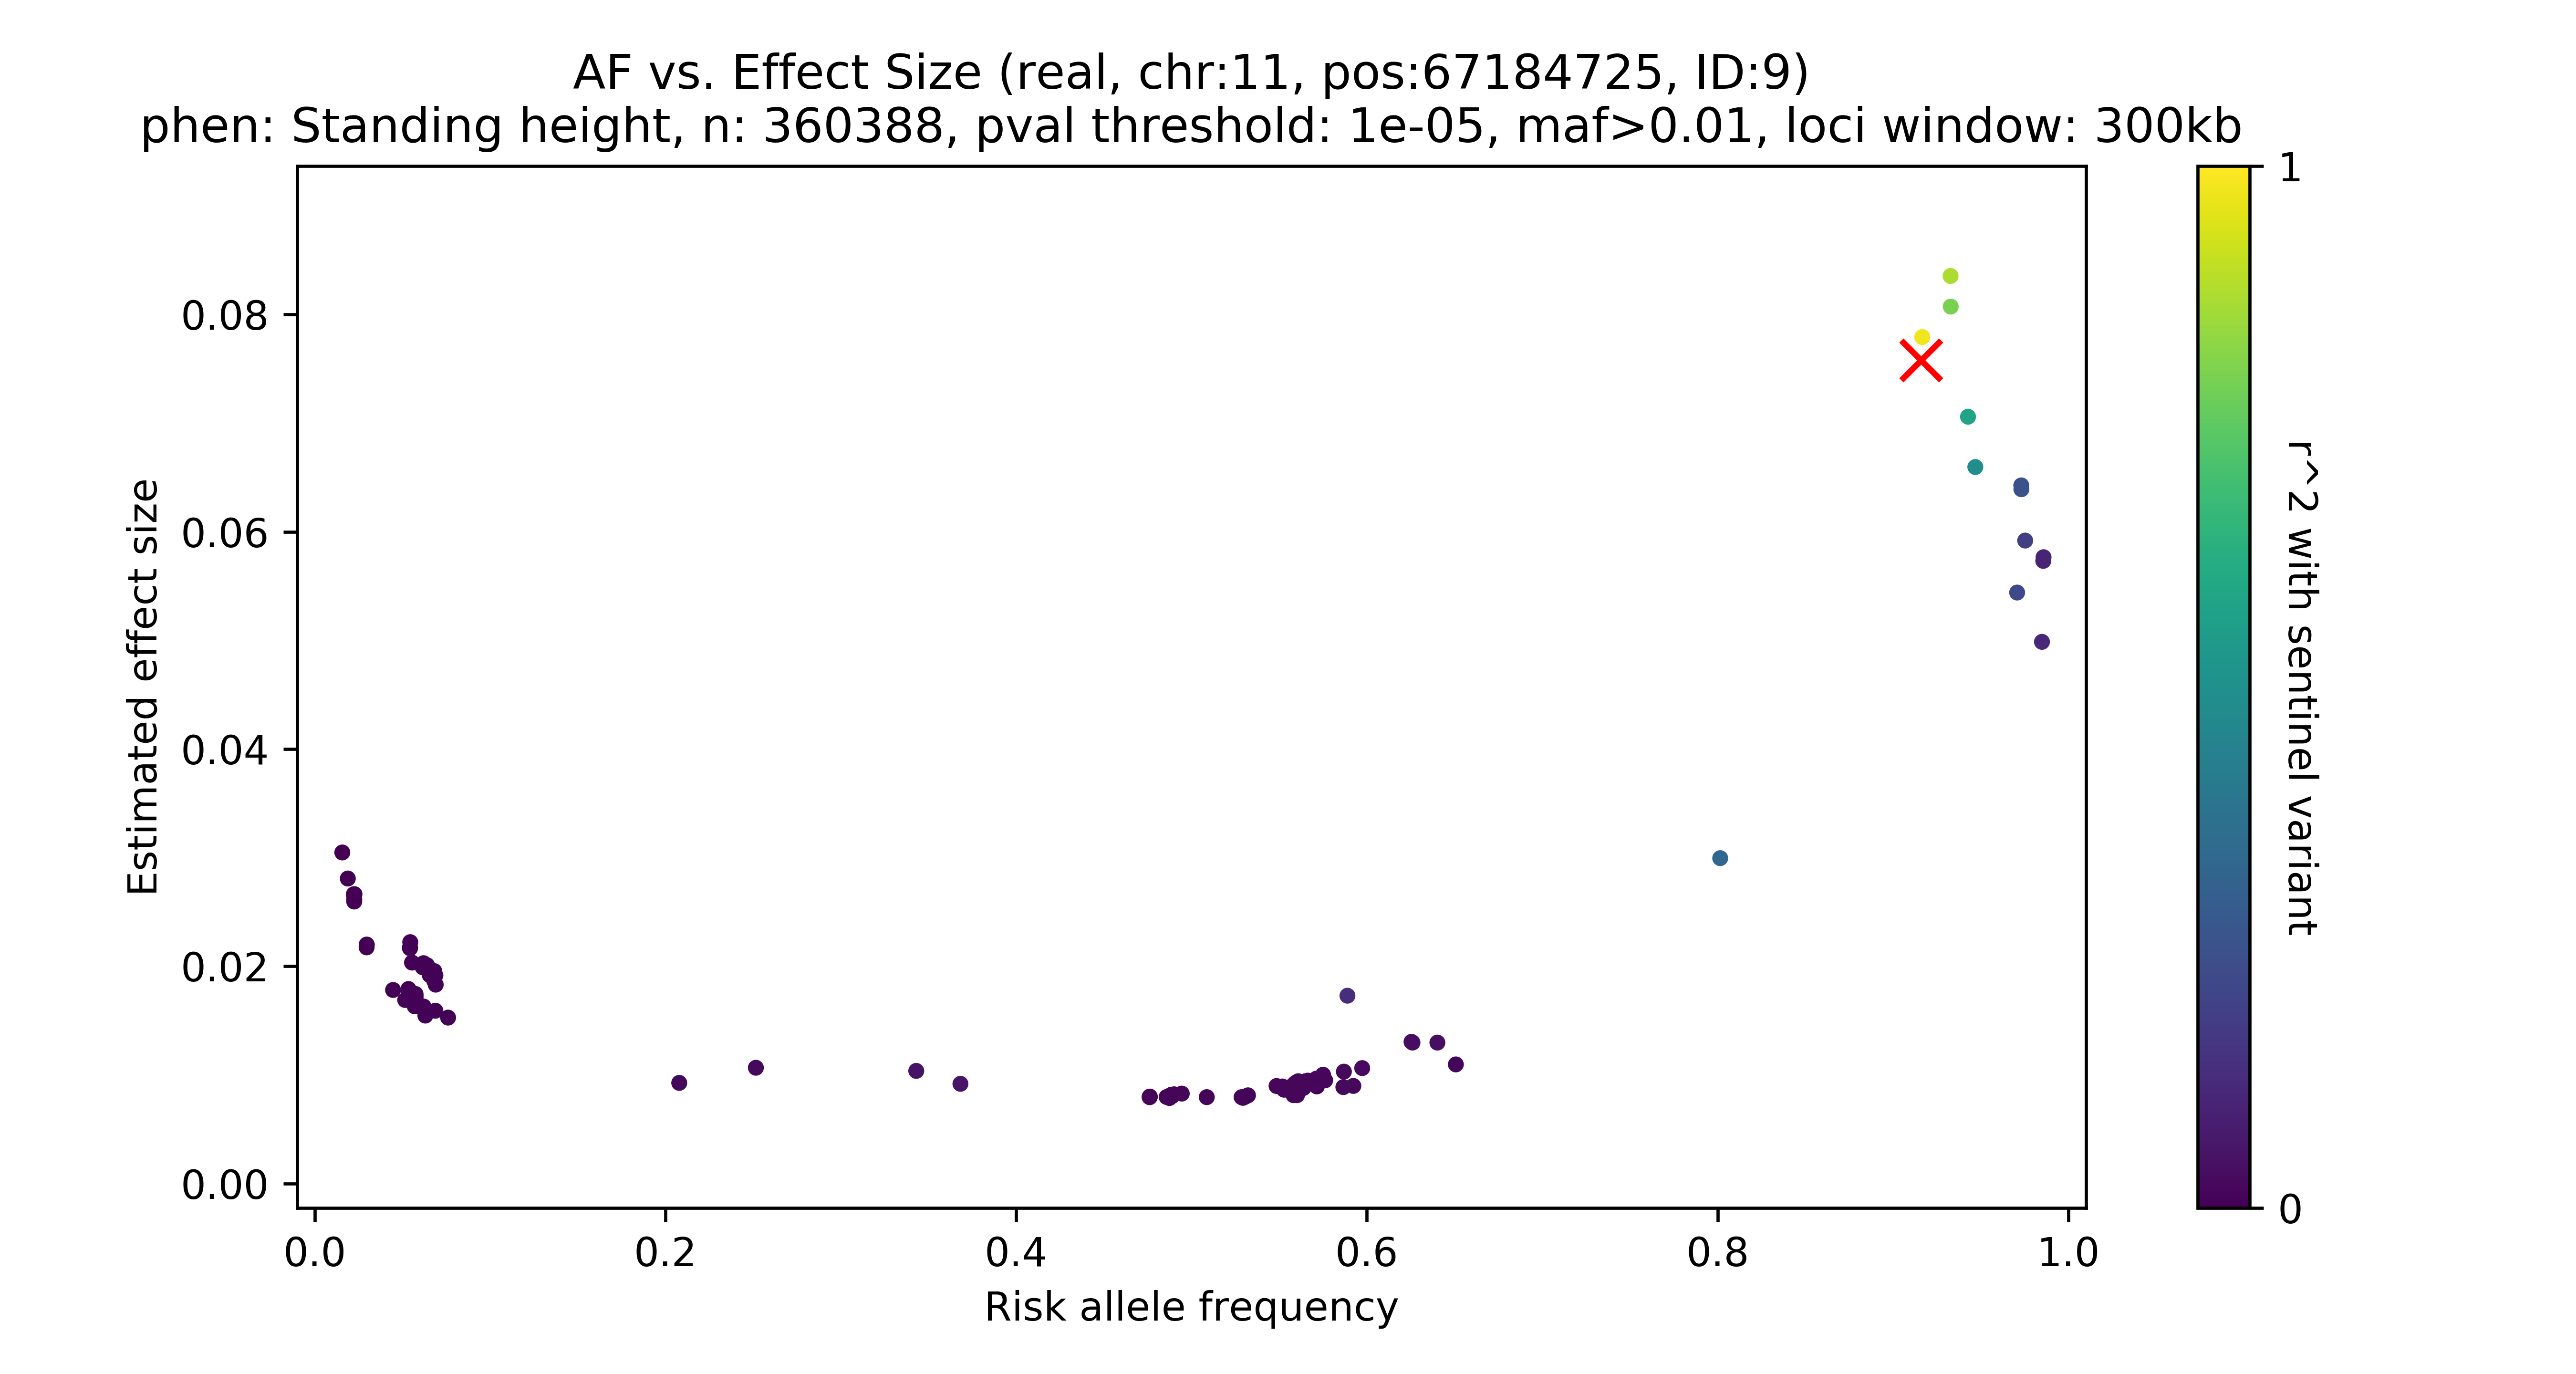 AF vs. Effect Size (real, chr:11, pos:67184725, ID:9)
phen: Standing height, n: 360388, pval threshold: 1e-05, maf>0.01, loci window: 300kb
Estimated effect size
0.08
0.06
0.04
0.02
0.00
0.0
0.2
0.4
0.6
0.8
1.0
Risk allele frequency
1
0
r^2 with sentinel variant